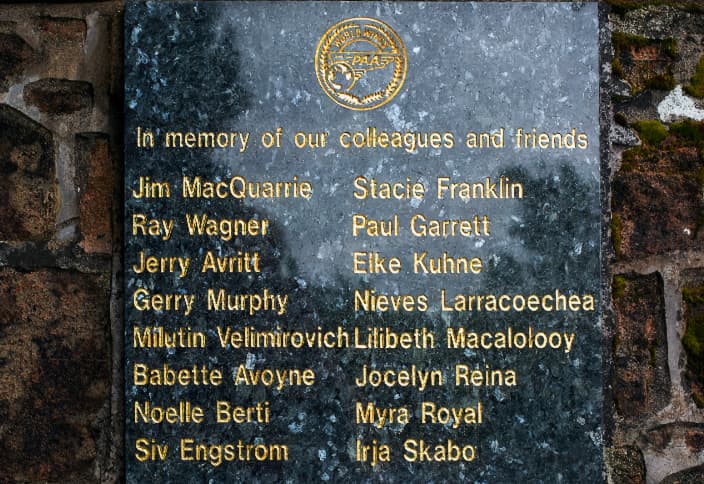 WORLD WINGS
PAA
In memory of our colleagues and friends
Jim MacQuarrie Stacie Franklin
Ray Wagner Paul Garrett
Jerry Avritt Elke Kuhne
Gerry Murphy Nieves Larracoechea
Milutin Velimirovich Lilibeth Macalolooy
Babette Avoyne Jocelyn Reina
Noelle Berti Myra Royal
Siv Engstrom Irja Skabo